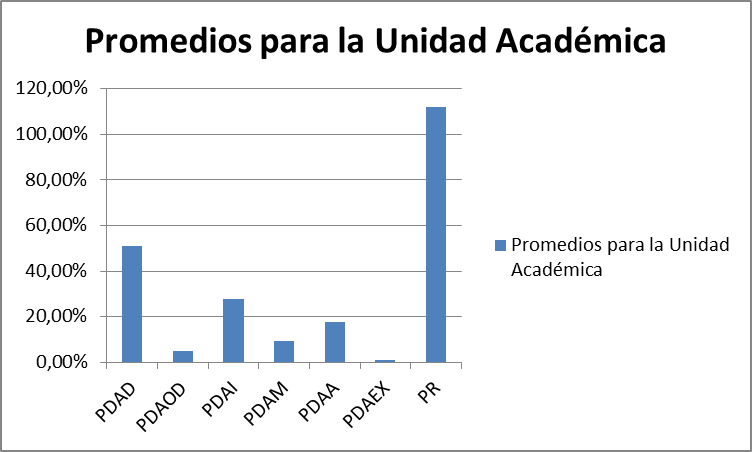 Promedios para la Unidad Académica
120,00%
100,00%
80,00%
60,00%
40,00%
20,00%
0,00%
PDAD
PDAOD
PDAI
PDAM
PDAA
PDAEX
PR
Promedios para la Unidad
Académica